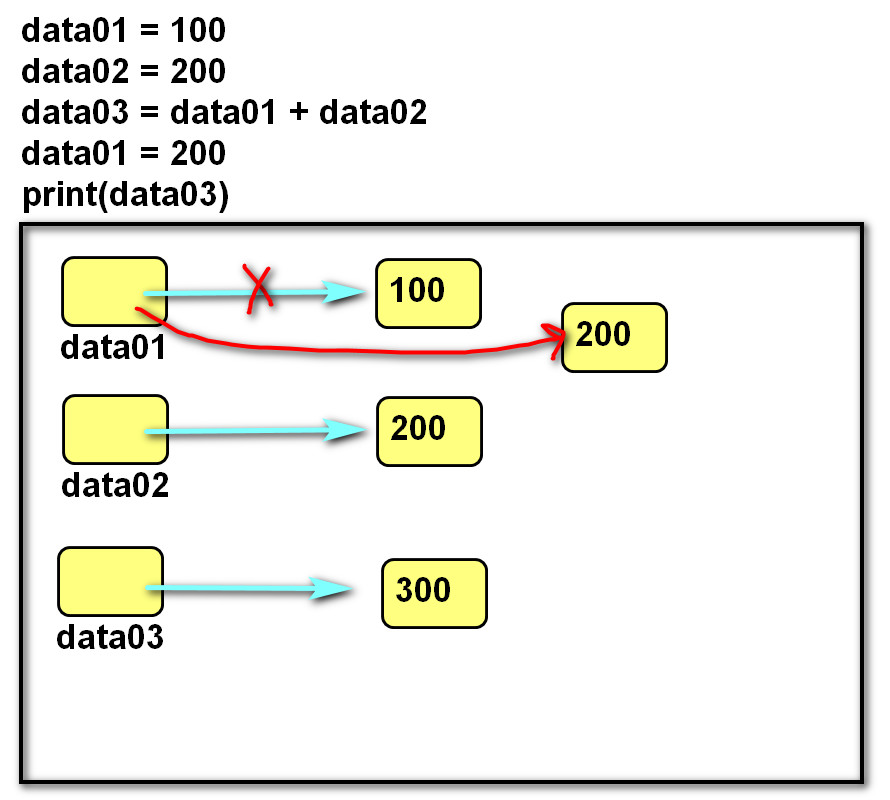 data01 = 100
data02 = 200
data03 = data01 + data02
data01 = 200
print(data03)
100
200
data01
200
data02
300
data03